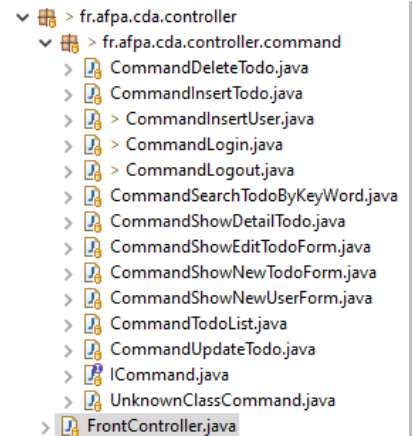 > fr.afpa.cda.controller
> fr.afpa.cda.controller.command
CommandDeleteTodo.java
CommandInsertTodo.java
> CommandInsertUser.java
> CommandLogin.java
> CommandLogout.java
CommandSearchTodoByKeyWord.java
CommandShowDetailTodo.java
CommandShowEditTodoForm.java
CommandShowNewTodoForm.java
CommandShowNewUserForm.java
CommandTodoList.java
CommandUpdateTodo.java
ICommand.java
UnknownClassCommand.java
FrontController.java